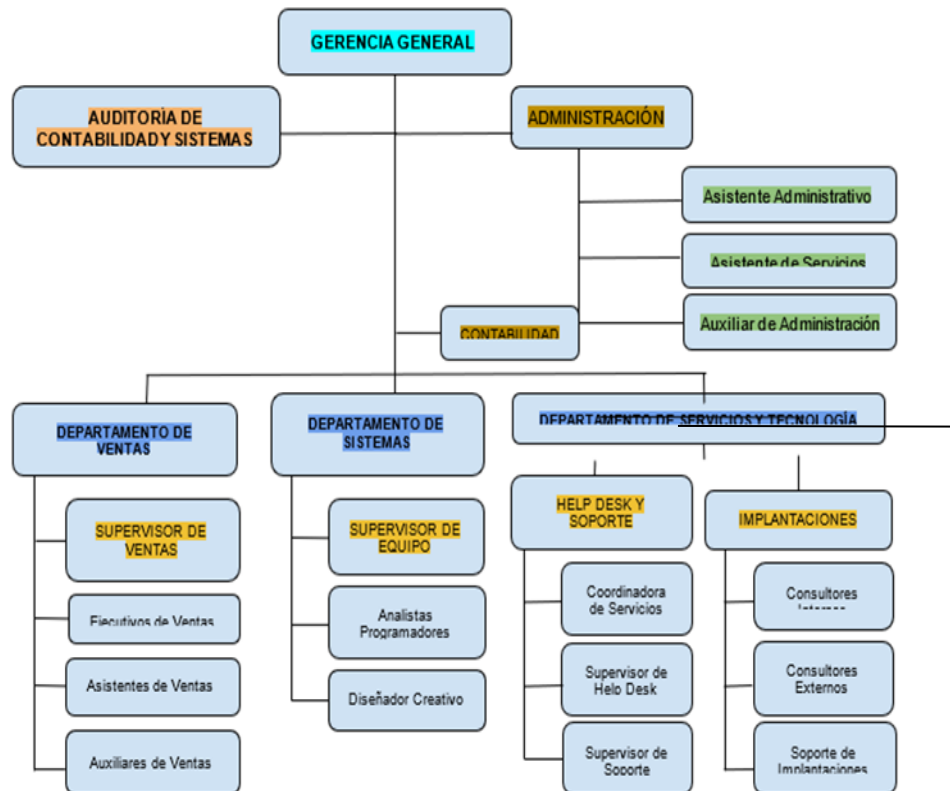 GERENCIA GENERAL
AUDITORÌA DE
CONTABILIDAD Y SISTEMAS
ADMINISTRACIÓN
Asistente Administrativo
Asistente de Servicios
Auxiliar de Administración
CONTABILIDAD
DEPARTAMENTO DE
VENTAS
DEPARTAMENTO DE
SISTEMAS
DEPARTAMENTO DE SERVICIOS Y TECNOLOGÍA
SUPERVISOR DE
VENTAS
Ejecutivos de Ventas
Asistentes de Ventas
Auxiliares de Ventas
SUPERVISOR DE
EQUIPO
Analistas
Programadores
Diseñador Creativo
HELP DESK Y
SOPORTE
Coordinadora
de Servicios
Supervisor de
Help Desk
Supervisor de
Soporte
IMPLANTACIONES
Consultores
Consultores
Externos
Soporte de
Implantaciones